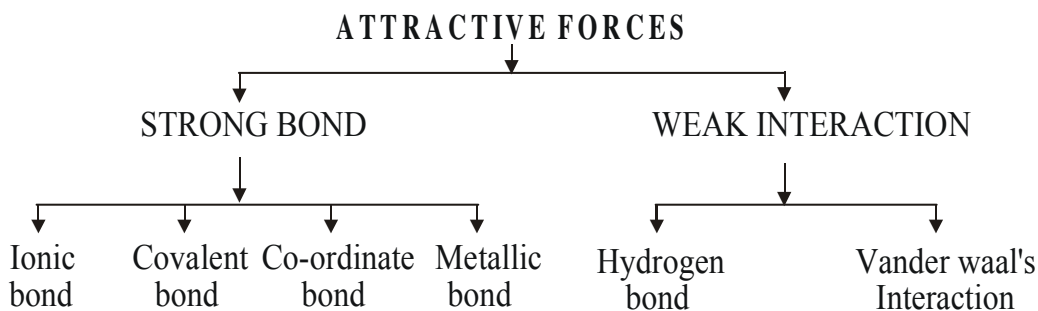 ATTRACTIVE FORCES
STRONG BOND
WEAK INTERACTION
Ionic
bond
Covalent
bond
Co-ordinate
bond
Metallic
bond
Hydrogen
bond
Vander waal's
Interaction